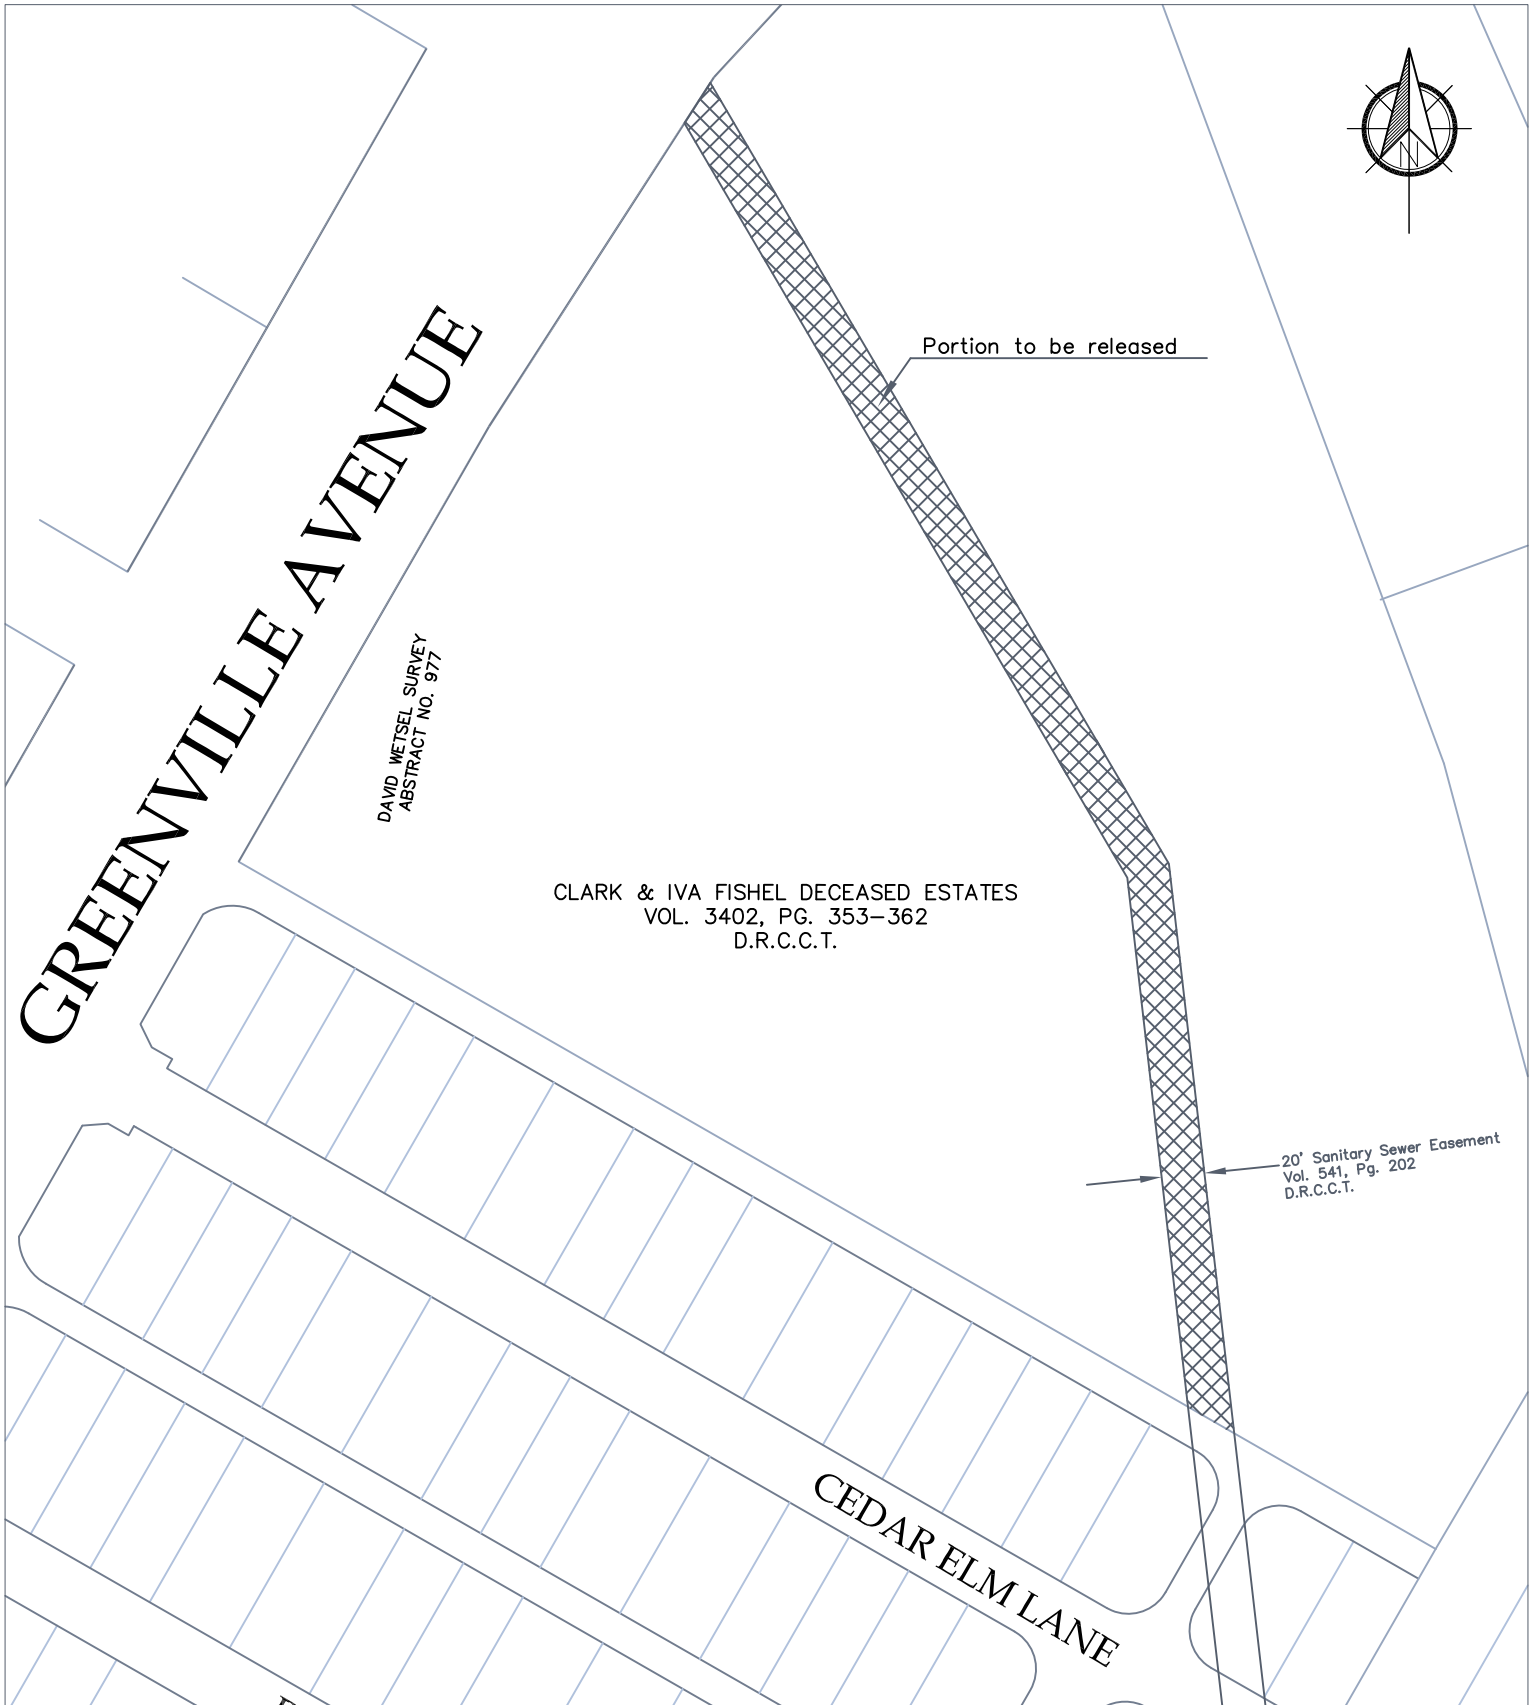 N
Portion to be released
GREENVILLE AVENUE
DAVID WETSEL SURVEY
ABSTRACT NO. 977
CLARK & IVA FISHEL DECEASED ESTATES
VOL. 3402, PG. 353–362
D.R.C.C.T.
20' Sanitary Sewer Easement
Vol. 541, Pg. 202
D.R.C.C.T.
CEDAR ELM LANE